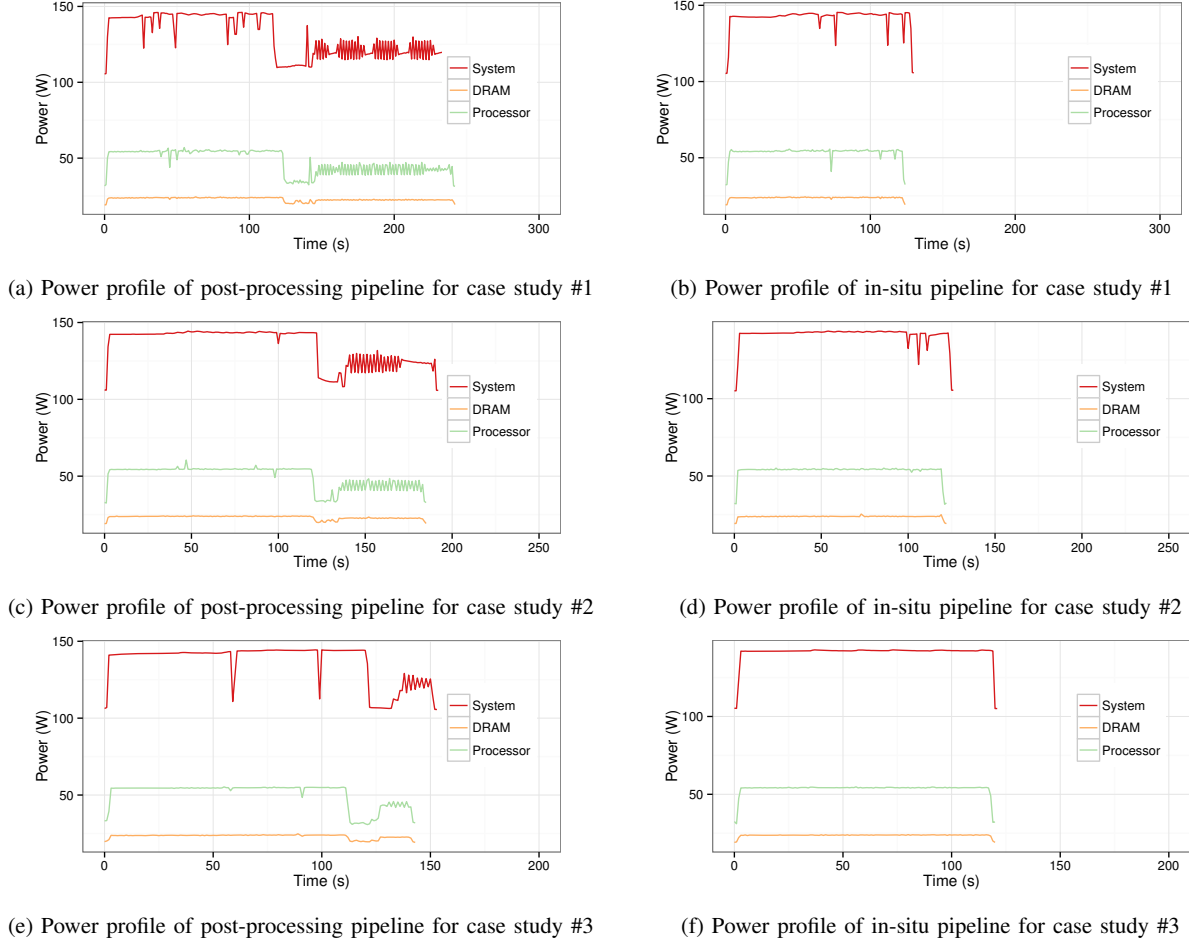 150
100
50
Power (W)
System
DRAM
Processor
0
100
200
300
Time (s)
150
100
50
Power (W)
System
DRAM
Processor
0
100
200
300
Time (s)
(a) Power profile of post-processing pipeline for case study #1
(b) Power profile of in-situ pipeline for case study #1
150
100
50
Power (W)
System
DRAM
Processor
0
50
100
150
200
250
Time (s)
150
100
50
Power (W)
System
DRAM
Processor
0
50
100
150
200
250
Time (s)
(c) Power profile of post-processing pipeline for case study #2
(d) Power profile of in-situ pipeline for case study #2
150
100
50
Power (W)
System
DRAM
Processor
0
50
100
150
200
Time (s)
150
100
50
Power (W)
System
DRAM
Processor
0
50
100
150
200
Time (s)
(e) Power profile of post-processing pipeline for case study #3
(f) Power profile of in-situ pipeline for case study #3